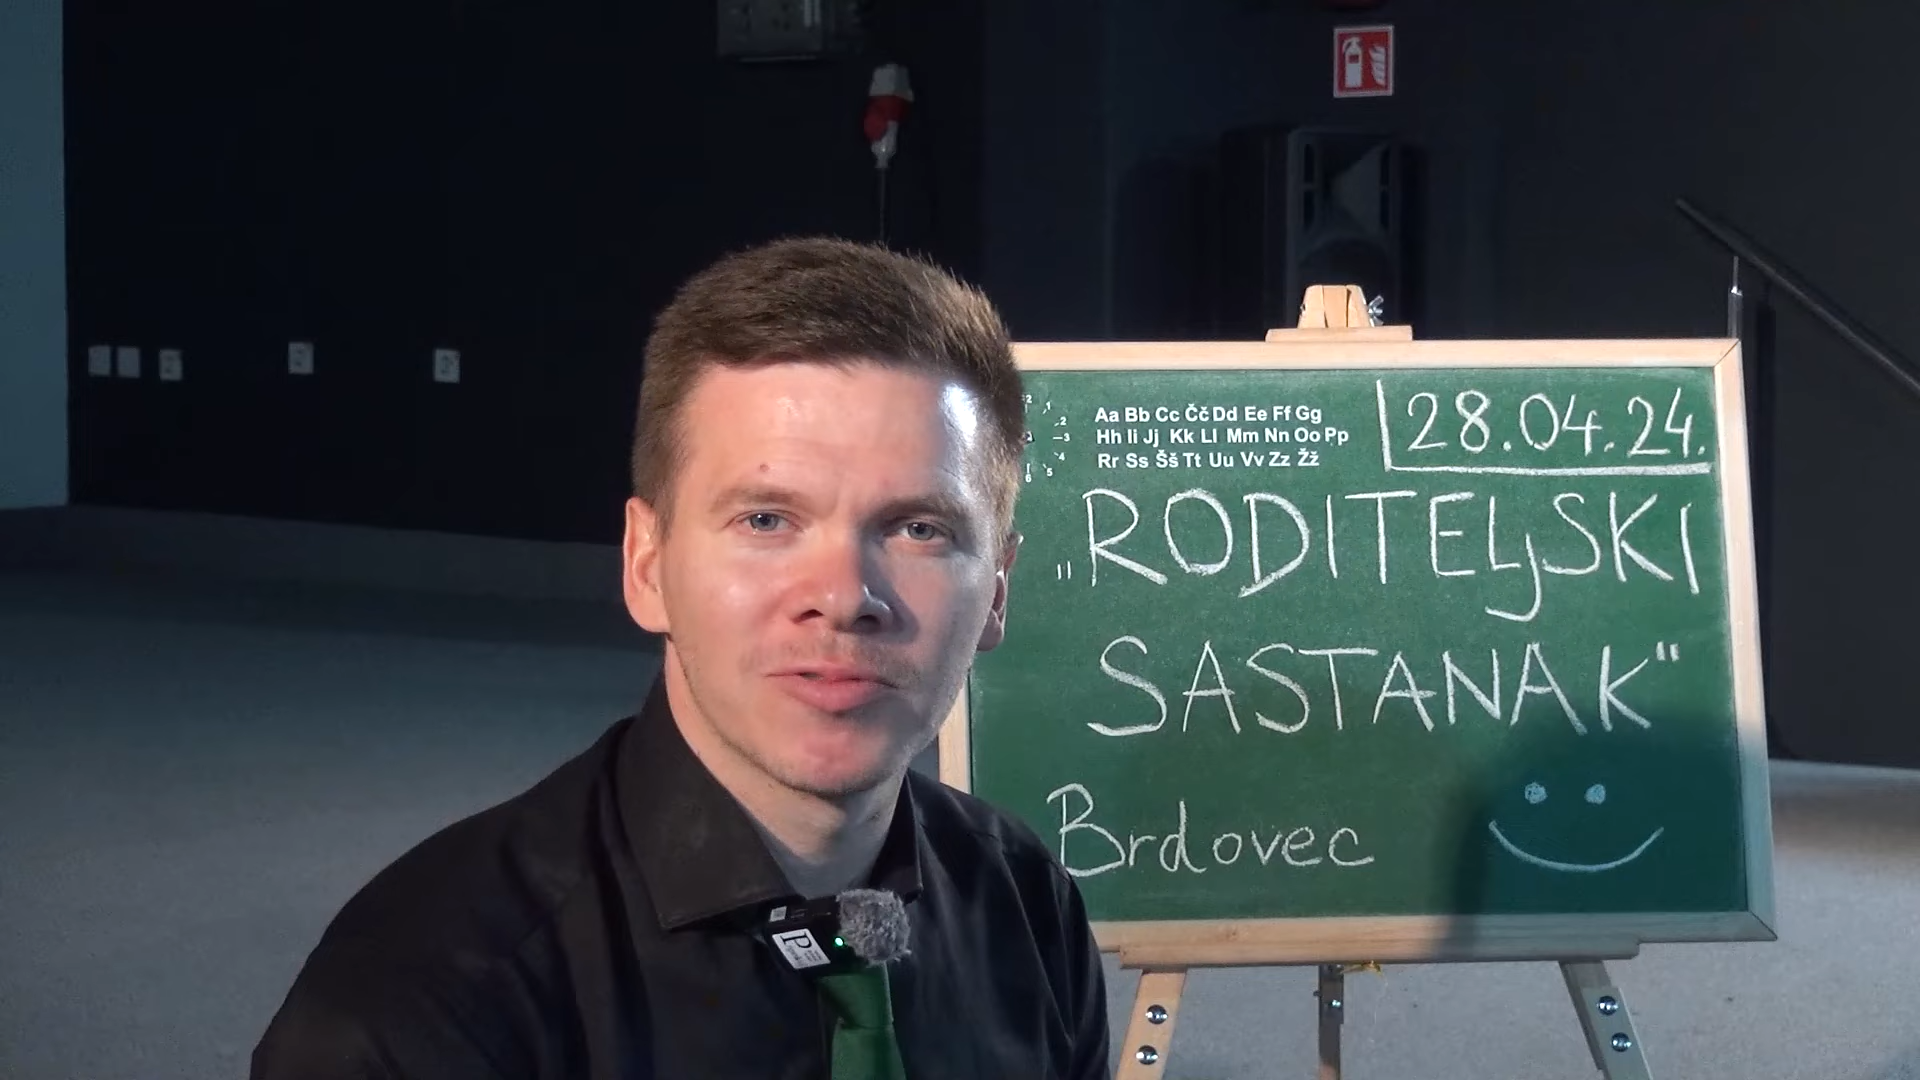 Aa Bb Cc Čč Dd Ee Ff Gg
Hh Ii Jj Kk Ll Mm Nn Oo Pp
Rr Ss Šš Tt Uu Vv Zz Žž
28.04.24.
„RODITELjSKI
SASTANAK“
Brdovec